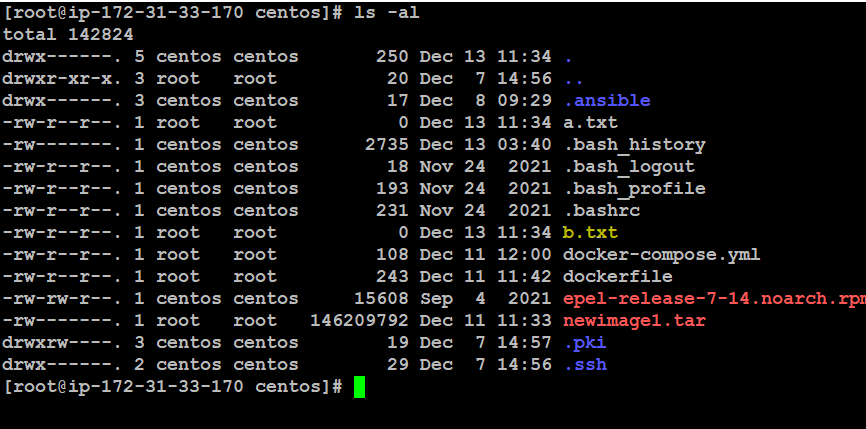 [root@ip-172-31-33-170 centos]# ls -al
total 142824
drwx------. 5 centos centos       250 Dec 13 11:34 .
drwxr-xr-x. 3 root   root          20 Dec  7 14:56 ..
drwx------. 3 centos centos        17 Dec  8 09:29 .ansible
-rw-r--r--. 1 root   root           0 Dec 13 11:34 a.txt
-rw-------. 1 centos centos      2735 Dec 13 03:40 .bash_history
-rw-r--r--. 1 centos centos        18 Nov 24  2021 .bash_logout
-rw-r--r--. 1 centos centos       193 Nov 24  2021 .bash_profile
-rw-r--r--. 1 centos centos       231 Nov 24  2021 .bashrc
-rw-r--r--. 1 root   root           0 Dec 13 11:34 b.txt
-rw-r--r--. 1 root   root         108 Dec 11 12:00 docker-compose.yml
-rw-r--r--. 1 root   root         243 Dec 11 11:42 dockerfile
-rw-rw-r--. 1 centos centos     15608 Sep  4  2021 epel-release-7-14.noarch.rpm
-rw-------. 1 root   root   146209792 Dec 11 11:33 newimage1.tar
drwxrw----. 3 centos centos        19 Dec  7 14:57 .pki
drwx------. 2 centos centos        29 Dec  7 14:56 .ssh
[root@ip-172-31-33-170 centos]#